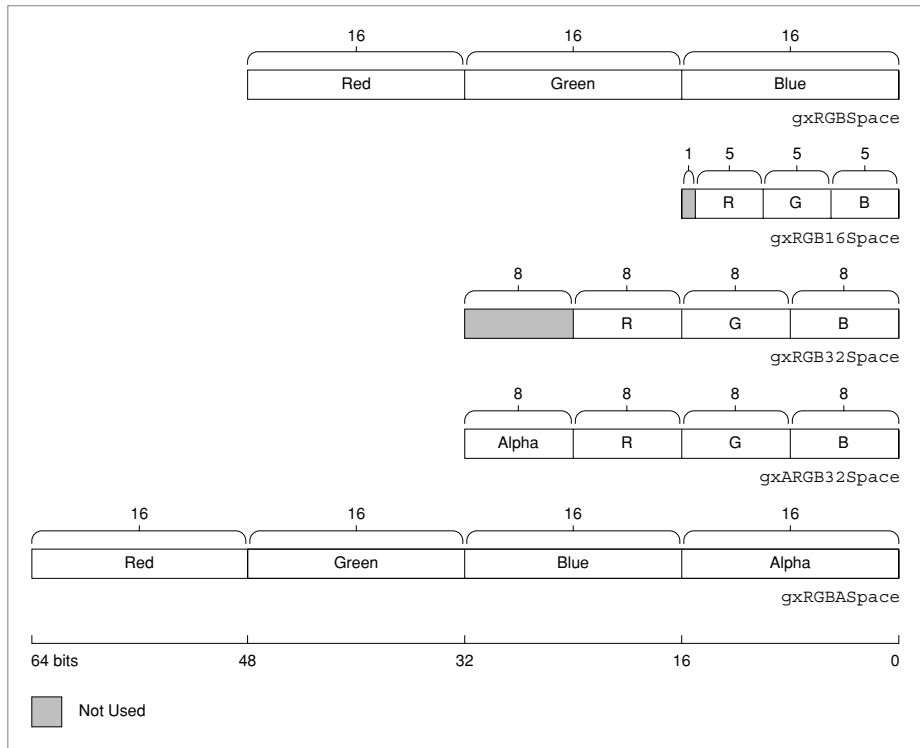 16 16 16
Red Green Blue
gxRGBSpace
1 5 5 5
R G B
gxRGB16Space
8 8 8 8
R G B
gxRGB32Space
8 8 8 8
Alpha R G B
gxARGB32Space
16 16 16 16
Red Green Blue Alpha
gxRGBASpace
64 bits 48 32 16 0
Not Used